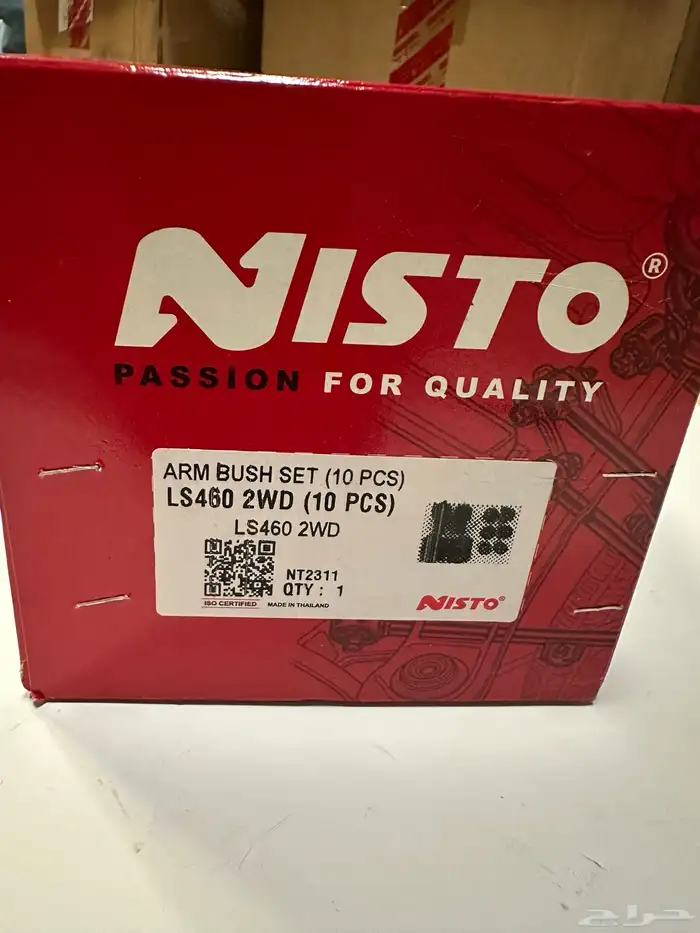 NISTO®
PASSION FOR QUALITY
ARM BUSH SET (10 PCS)
LS460 2WD (10 PCS)
LS460 2WD
NT2311
QTY : 1
ISO CERTIFIED MADE IN THAILAND
NISTO®
حراج